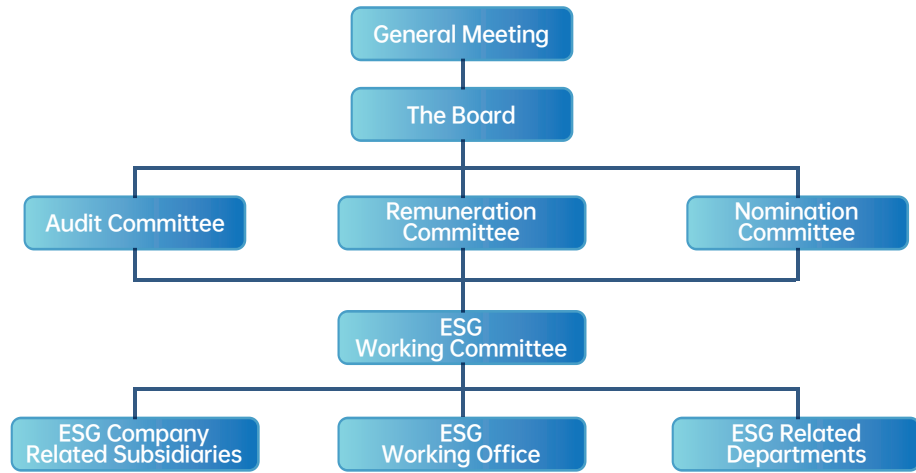 General Meeting
The Board
Audit Committee
Remuneration
Committee
Nomination
Committee
ESG
Working Committee
ESG Company
Related Subsidiaries
ESG
Working Office
ESG Related
Departments